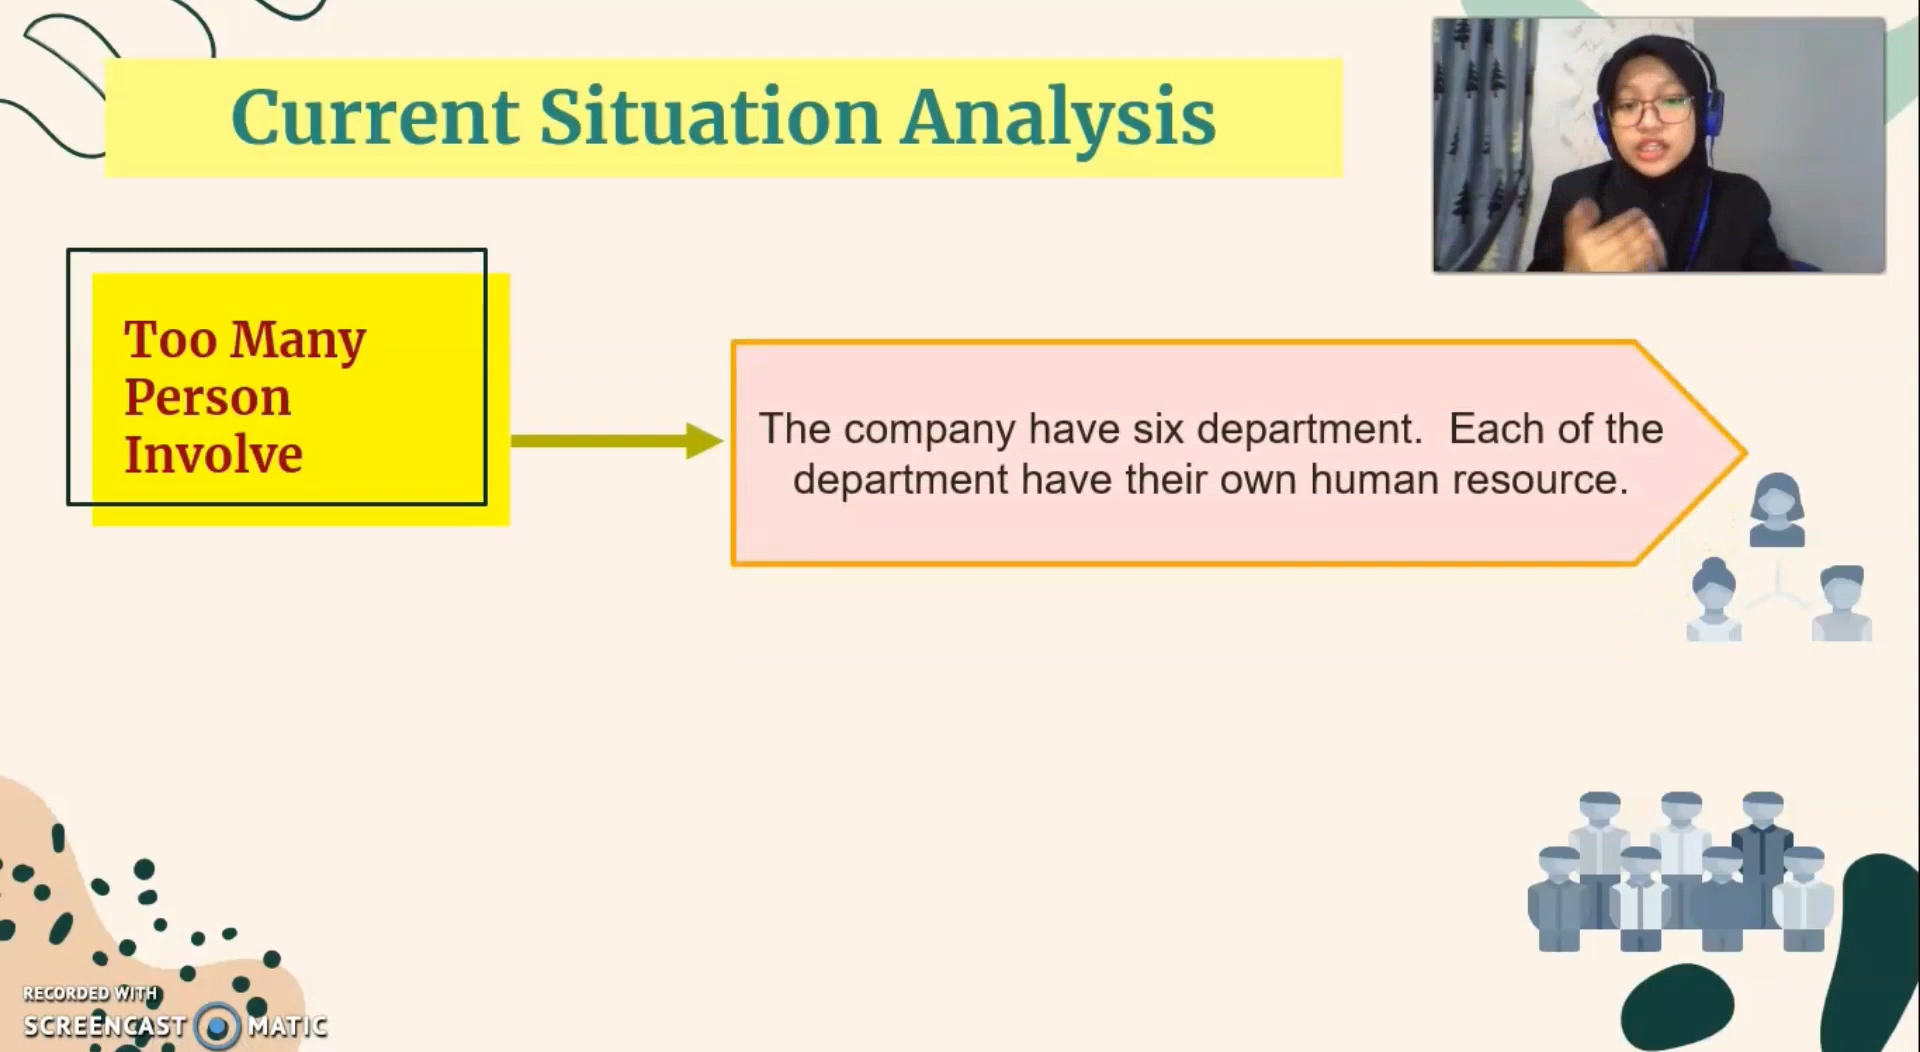 Current Situation Analysis
Too Many
Person
Involve
The company have six department.  Each of the
department have their own human resource.
RECORDED WITH
SCREENCAST MATIC